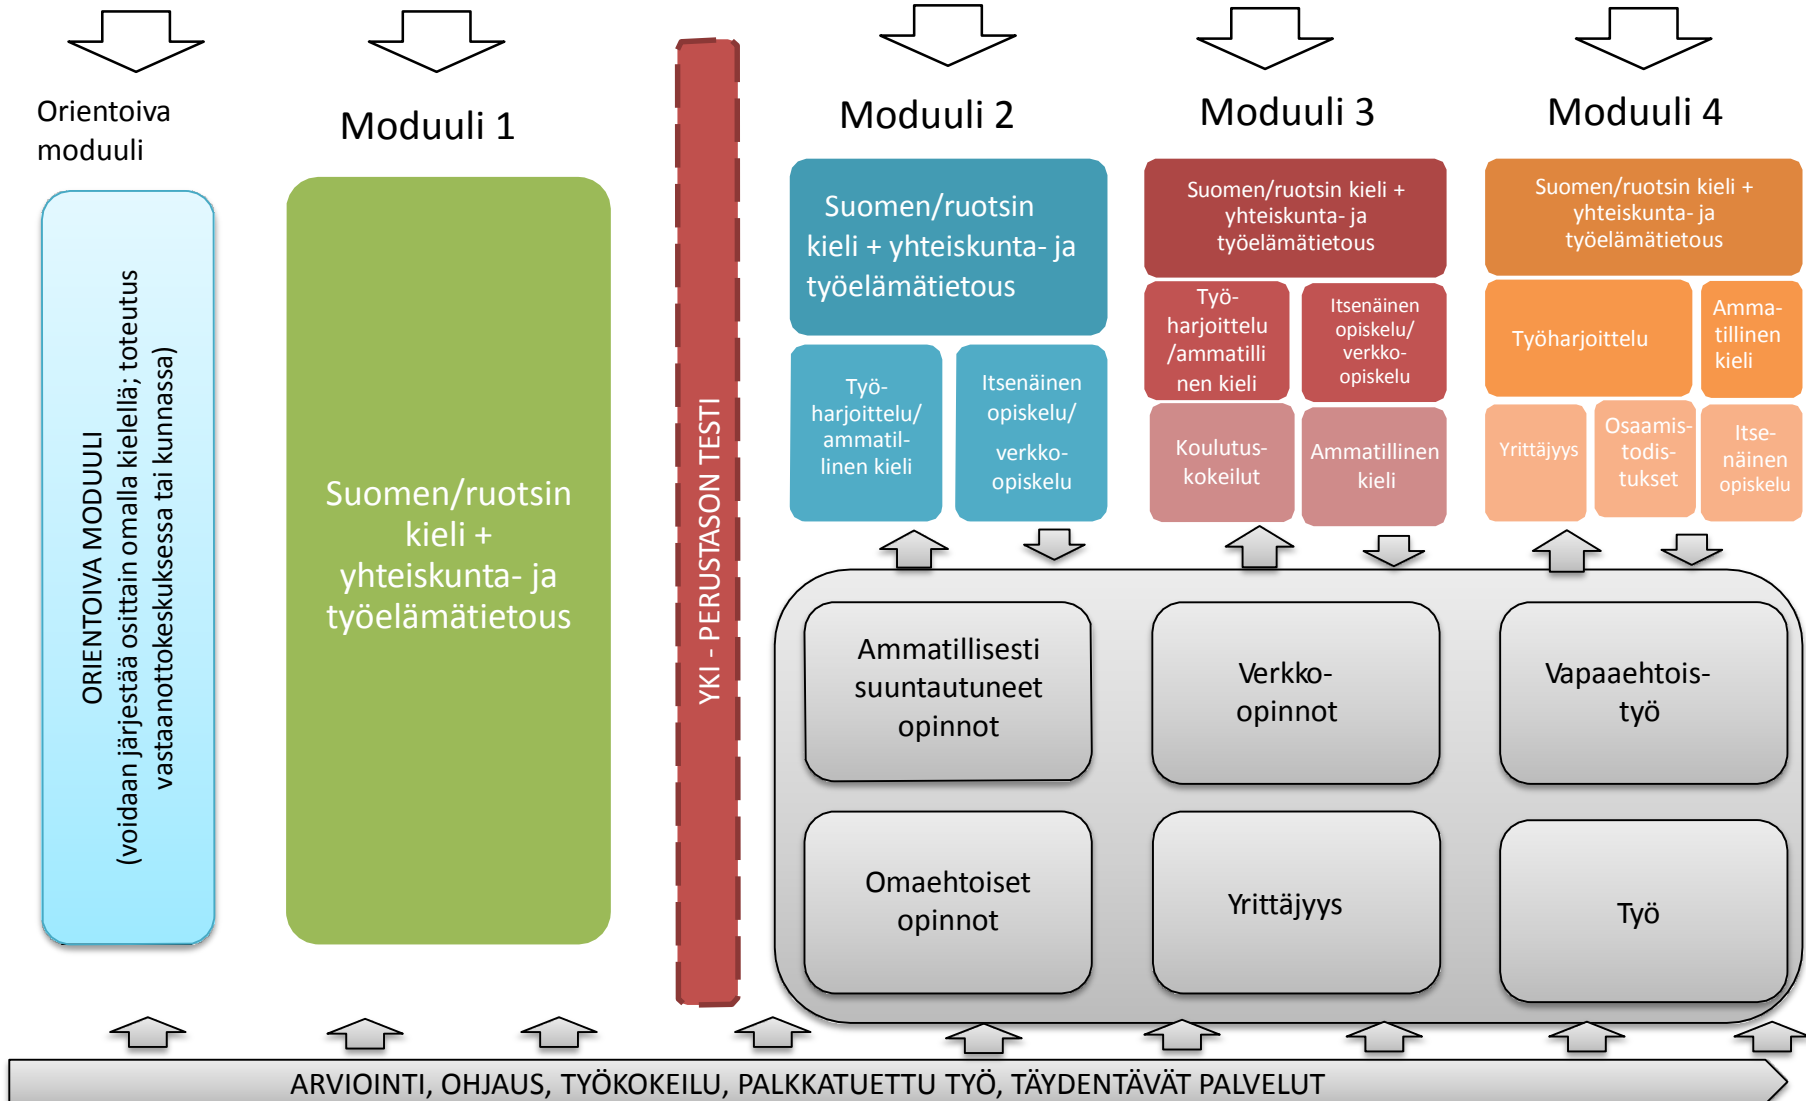 Orientoiva
moduuli
ORIENTOIVA MODUULI
(voidaan järjestää osittain omalla kielellä; totetutus
vastaanottokeskuksessa tai kunnassa)
Moduuli 1
Suomen/ruotsin
kieli +
yhteiskunta- ja
työelämätietous
YKI - PERUSTASON TESTI
Moduuli 2
Suomen/ruotsin
kieli + yhteiskunta- ja
työelämätietous
Työ-
harjoittelu/
ammatil-
linen kieli
Itsenäinen
opiskelu/
verkko-
opiskelu
Moduuli 3
Suomen/ruotsin kieli +
yhteiskunta- ja
työelämätietous
Työ-
harjoittelu
/ammatilli
nen kieli
Itsenäinen
opiskelu/
verkko-
opiskelu
Koulutus-
kokeilut
Ammatillinen
kieli
Moduuli 4
Suomen/ruotsin kieli +
yhteiskunta- ja
työelämätietous
Työharjoittelu
Amma-
tillinen
kieli
Yrittäjyys
Osaamis-
todis-
tukset
Itse-
näinen
opiskelu
Ammatillisesti
suuntautuneet
opinnot
Verkko-
opinnot
Vapaaehtois-
työ
Omaehtoiset
opinnot
Yrittäjyys
Työ
ARVIOINTI, OHJAUS, TYÖKOKEILU, PALKKATUETTU TYÖ, TÄYDENTÄVÄT PALVELUT